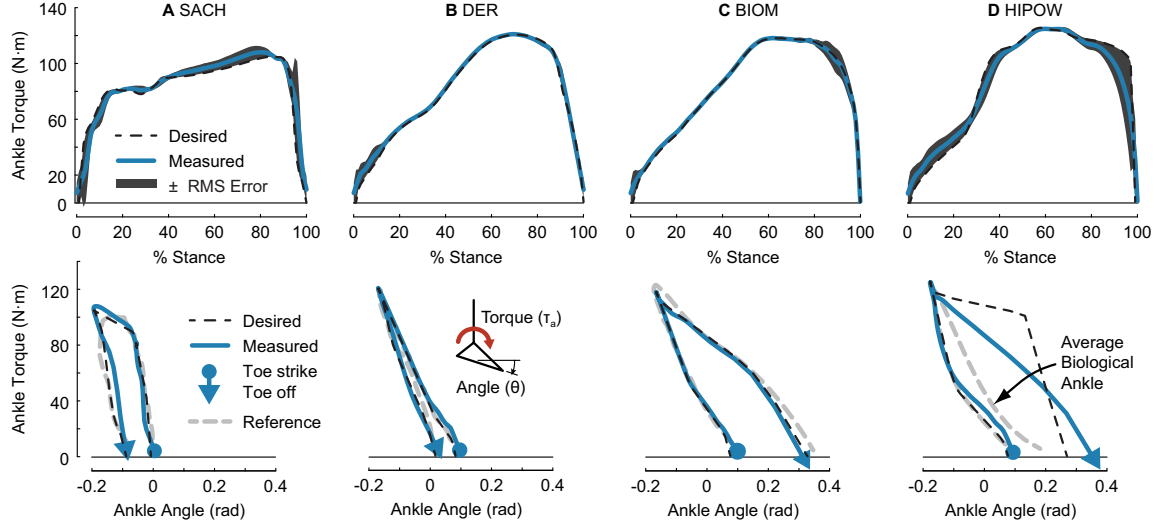 A SACH
B DER
C BIOM
D HIPOW
Ankle Torque (N·m)
140
100
60
20
0
Desired
Measured
± RMS Error
0 20 40 60 80 100
0 20 40 60 80 100
0 20 40 60 80 100
0 20 40 60 80 100
% Stance
% Stance
% Stance
% Stance
Ankle Torque (N·m)
120
80
40
0
Desired
Measured
Toe strike
Toe off
Reference
Torque (τa)
Angle (θ)
Average
Biological
Ankle
-0.2 0 0.2 0.4
-0.2 0 0.2 0.4
-0.2 0 0.2 0.4
-0.2 0 0.2 0.4
Ankle Angle (rad)
Ankle Angle (rad)
Ankle Angle (rad)
Ankle Angle (rad)